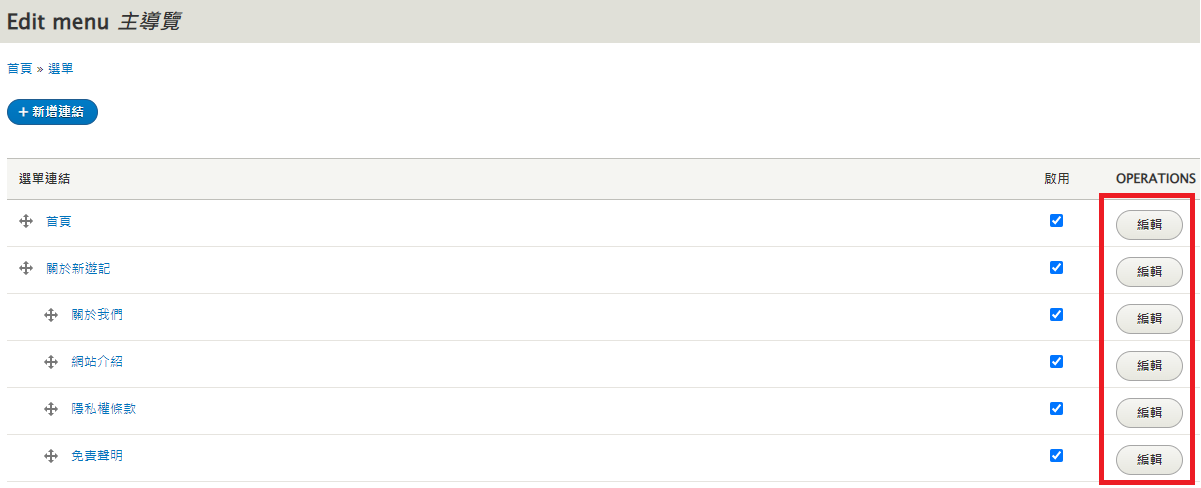 Edit menu 主導覽
首頁 » 選單
+ 新增連結
選單連結 啟用 OPERATIONS
首頁 編輯
關於新遊記 編輯
關於我們 編輯
網站介紹 編輯
隱私權條款 編輯
免責聲明 編輯